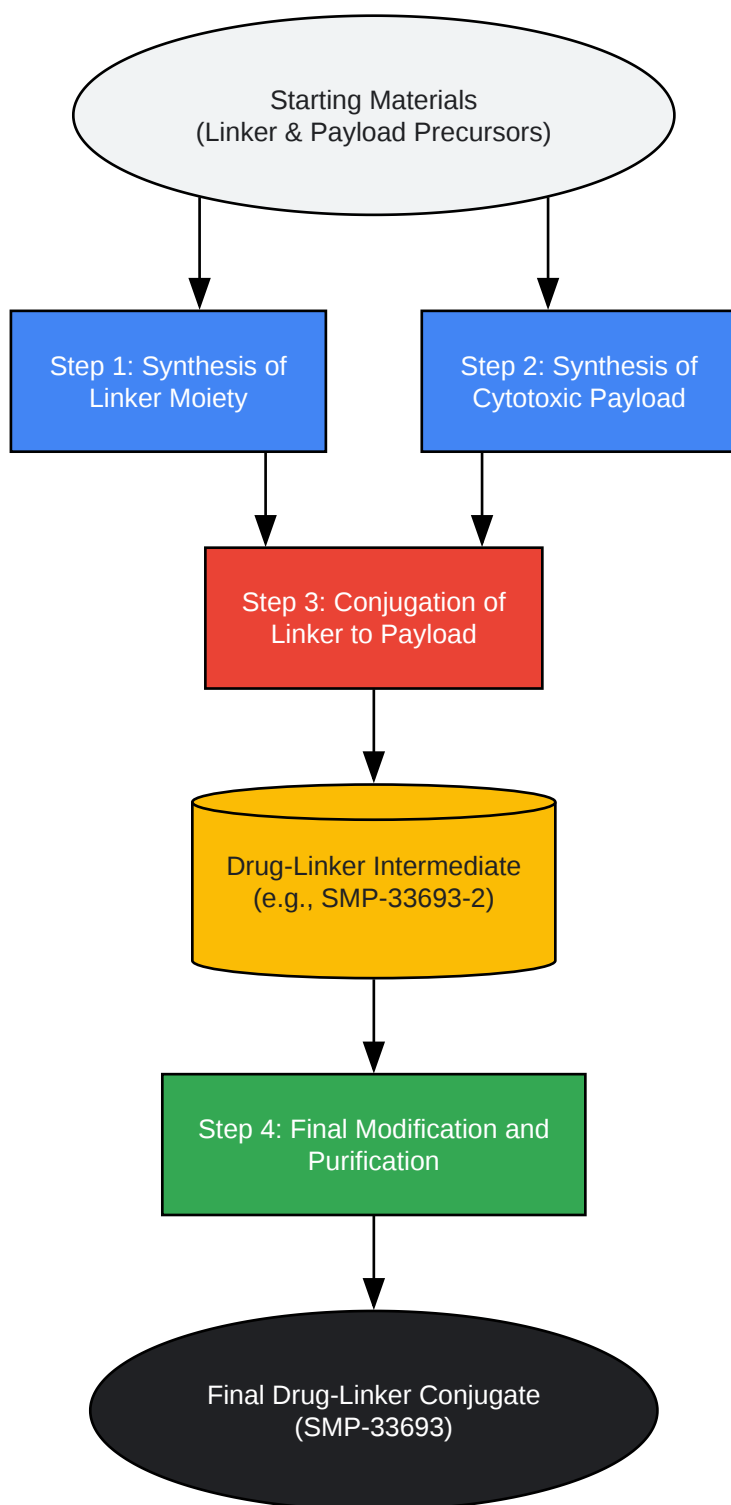 Starting Materials
(Linker & Payload Precursors)
Step 1: Synthesis of
Linker Moiety
Step 2: Synthesis of
Cytotoxic Payload
Step 3: Conjugation of
Linker to Payload
Drug-Linker Intermediate
(e.g., SMP-33693-2)
Step 4: Final Modification and
Purification
Final Drug-Linker Conjugate
(SMP-33693)